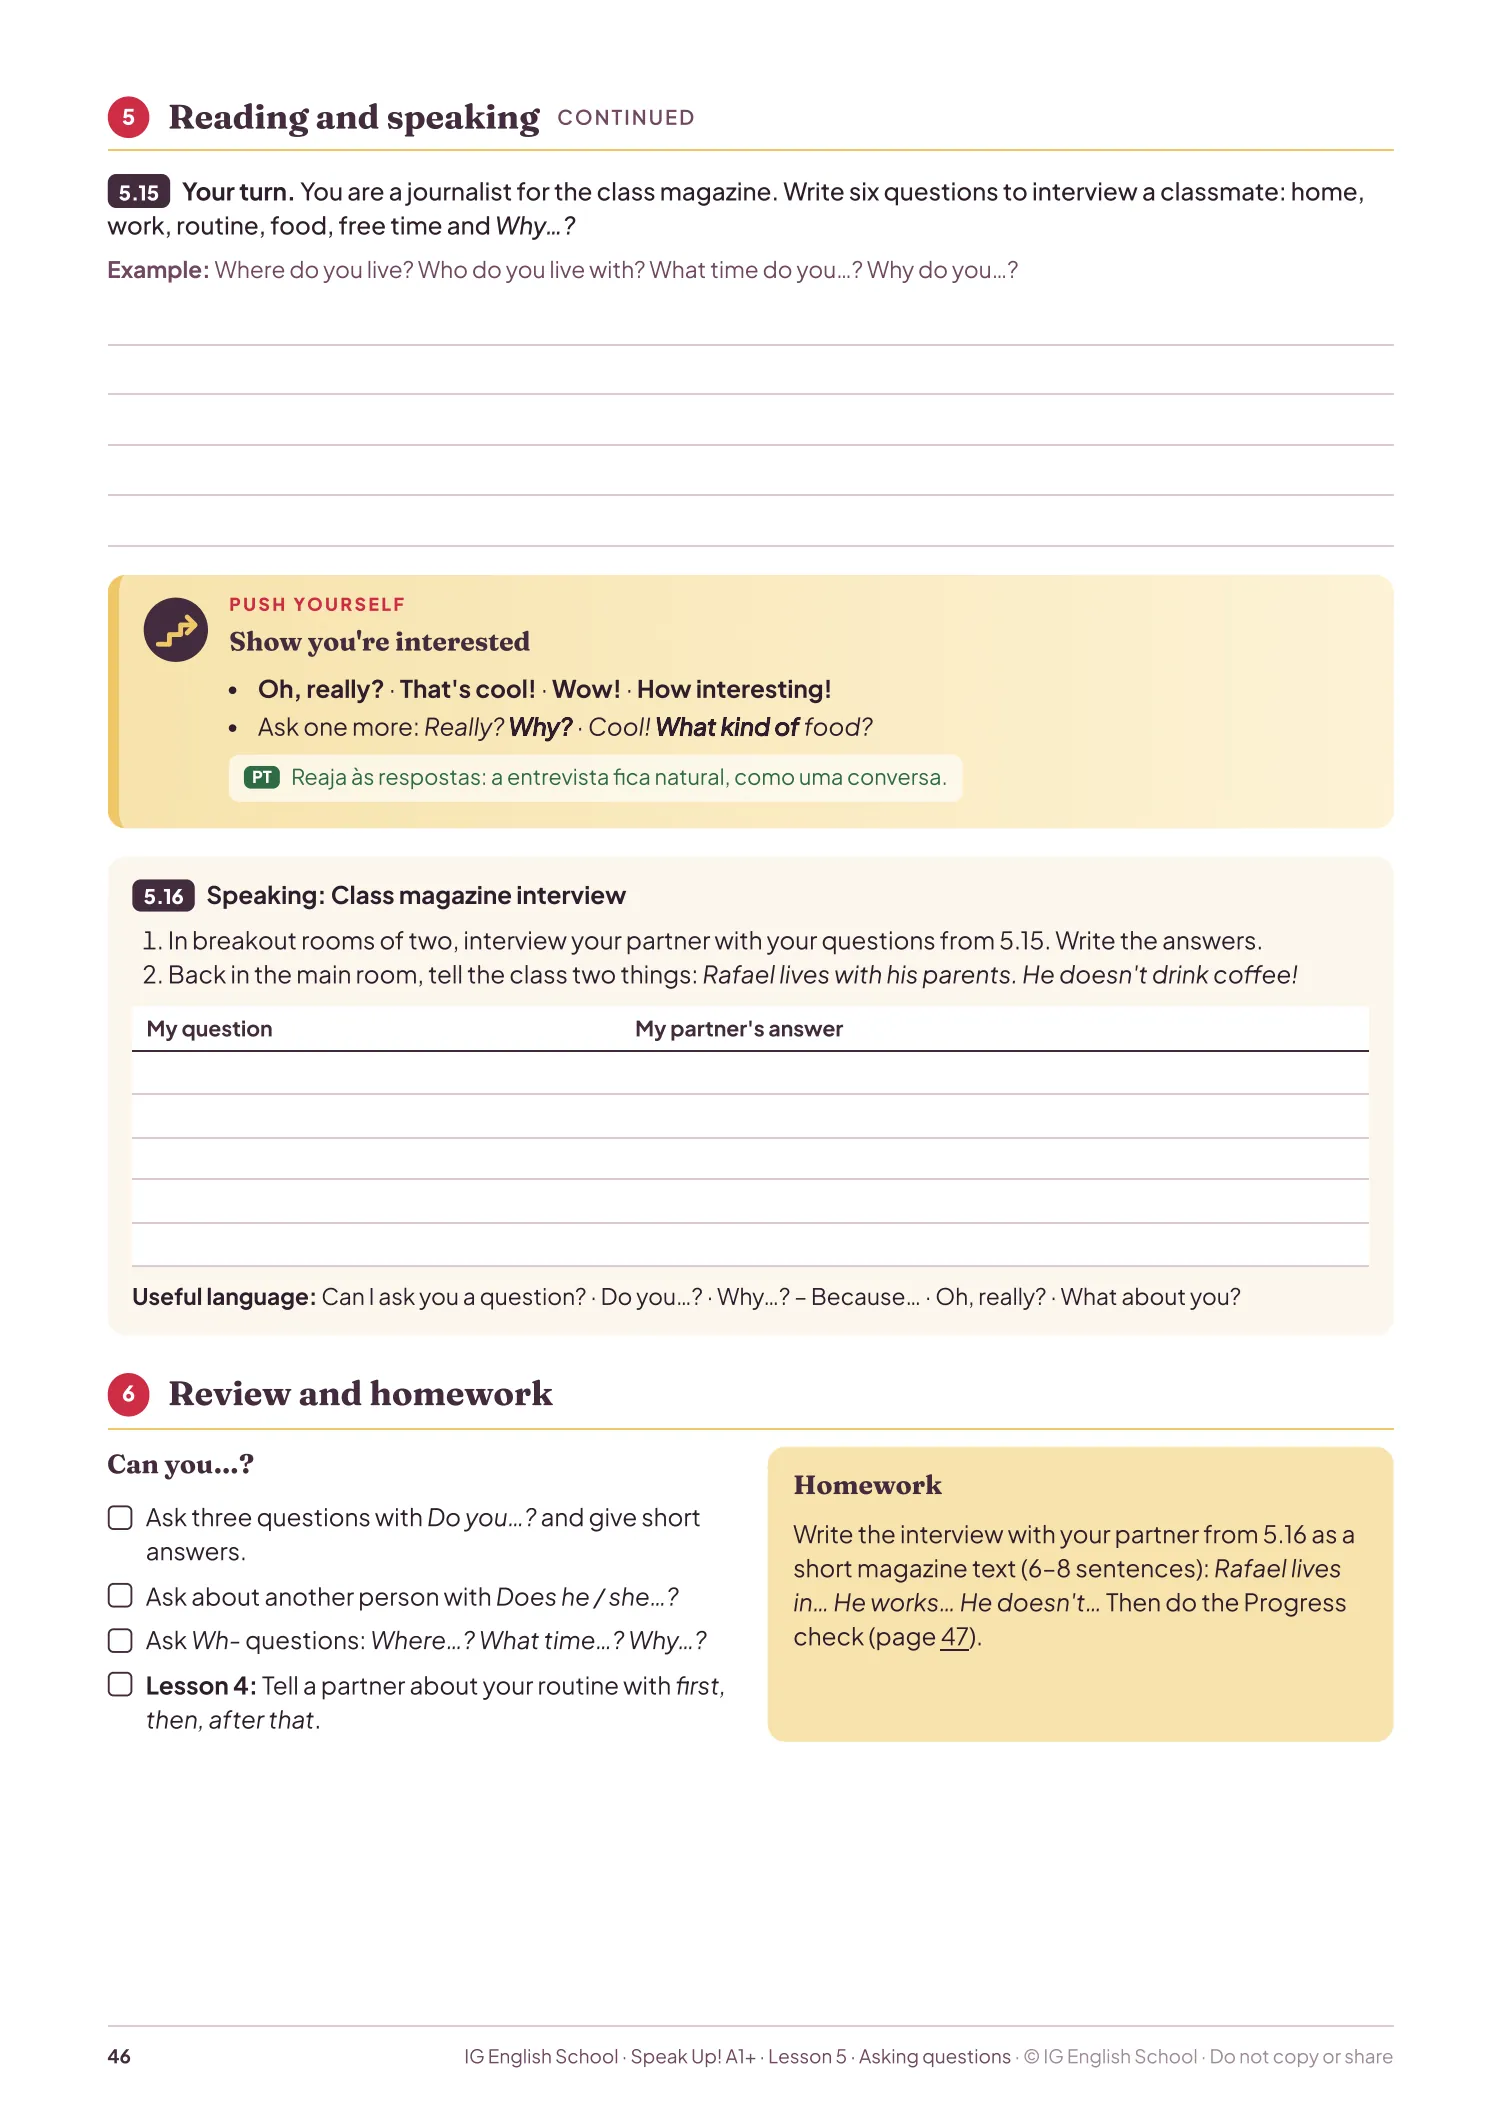 5 Reading and speaking CONTINUED
5.15 Your turn. You are a journalist for the class magazine. Write six questions to interview a classmate: home,
work, routine, food, free time and Why...?
Example: Where do you live? Who do you live with? What time do you...? Why do you...?
PUSH YOURSELF
Show you're interested
• Oh, really? · That's cool! · Wow! · How interesting!
• Ask one more: Really? Why? · Cool! What kind of food?
PT Reaja às respostas: a entrevista fica natural, como uma conversa.
5.16 Speaking: Class magazine interview
1. In breakout rooms of two, interview your partner with your questions from 5.15. Write the answers.
2. Back in the main room, tell the class two things: Rafael lives with his parents. He doesn't drink coffee!
My question My partner's answer
Useful language: Can I ask you a question? · Do you...? · Why...? – Because... · Oh, really? · What about you?
6 Review and homework
Can you...?
Ask three questions with Do you...? and give short
answers.
Ask about another person with Does he / she...?
Ask Wh- questions: Where...? What time...? Why...?
Lesson 4: Tell a partner about your routine with first,
then, after that.
Homework
Write the interview with your partner from 5.16 as a
short magazine text (6–8 sentences): Rafael lives
in... He works... He doesn't... Then do the Progress
check (page 47).
46 IG English School · Speak Up! A1+ · Lesson 5 · Asking questions · © IG English School · Do not copy or share